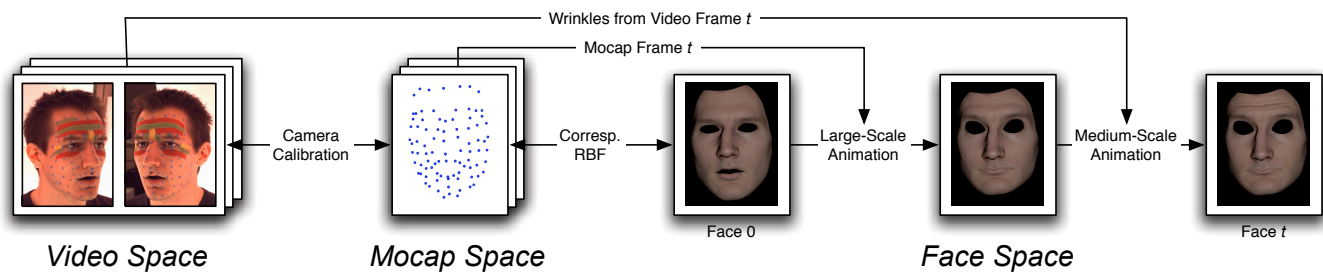 Wrinkles from Video Frame t
Mocap Frame t
Camera
Calibration
Corresp.
RBF
Large-Scale
Animation
Medium-Scale
Animation
Face 0
Face t
Video Space
Mocap Space
Face Space